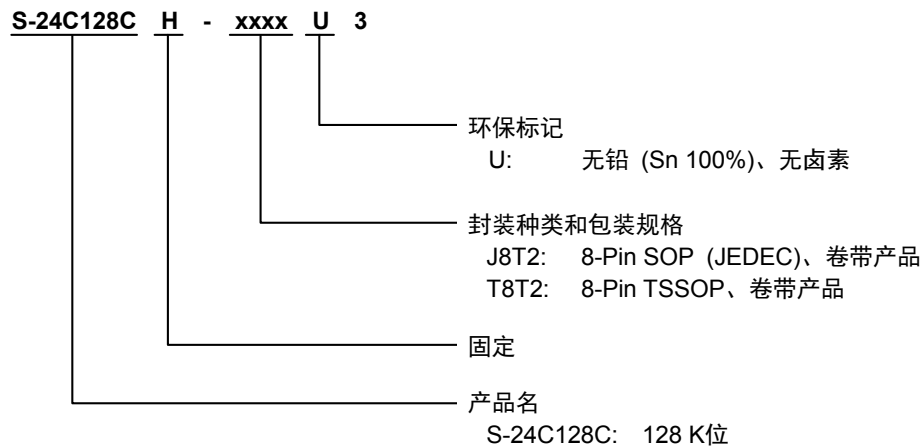 S-24C128C H - xxxx U 3
环保标记
U: 无铅 (Sn 100%)、无卤素
封装种类和包装规格
J8T2: 8-Pin SOP (JEDEC)、卷带产品
T8T2: 8-Pin TSSOP、卷带产品
固定
产品名
S-24C128C: 128 K位